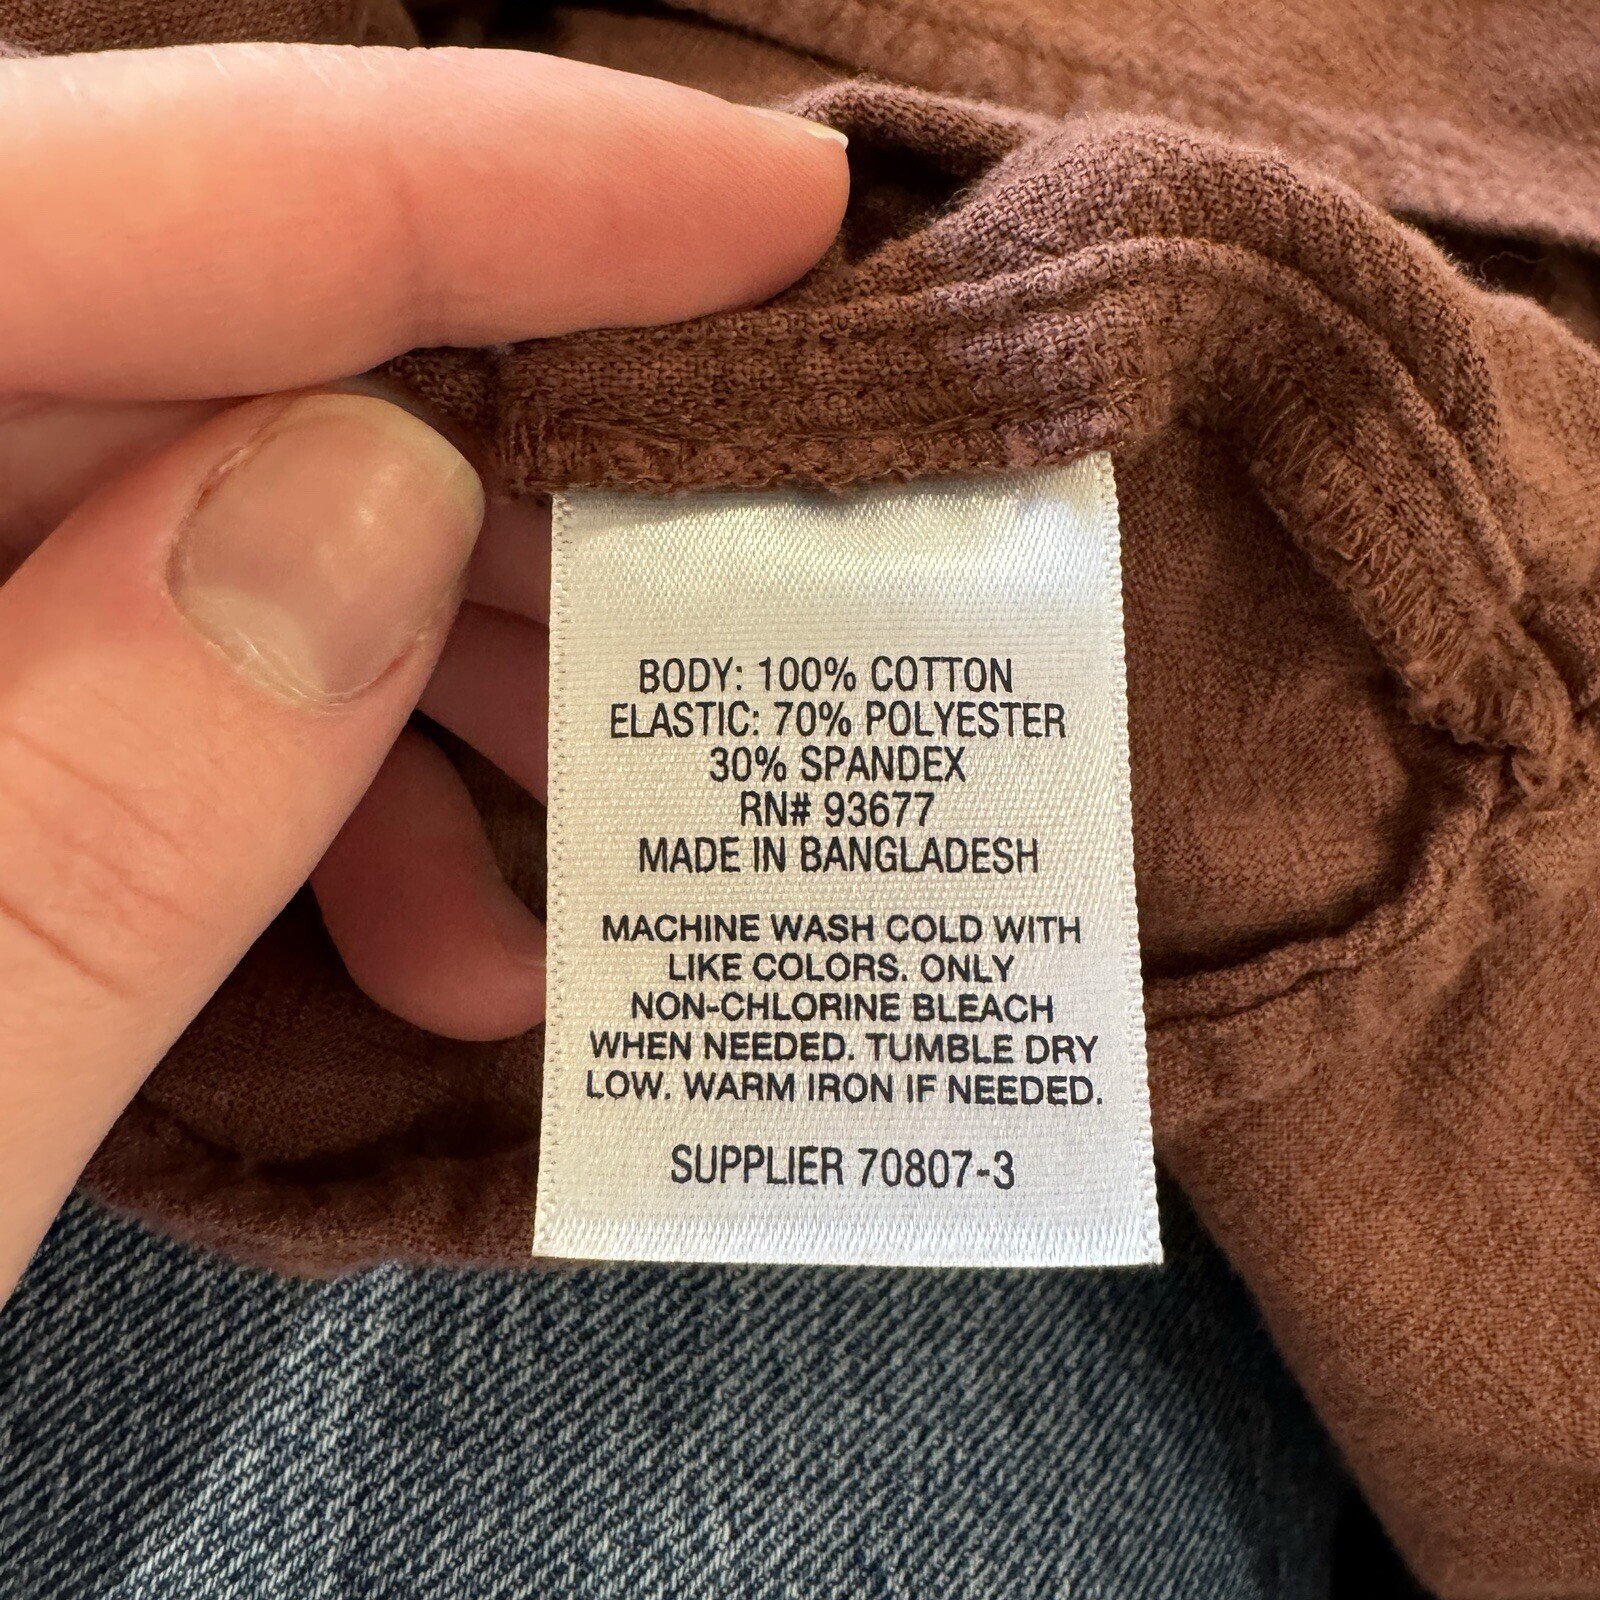 BODY: 100% COTTON
ELASTIC: 70% POLYESTER
30% SPANDEX
RN# 93677
MADE IN BANGLADESH
MACHINE WASH COLD WITH
LIKE COLORS. ONLY
NON-CHLORINE BLEACH
WHEN NEEDED. TUMBLE DRY
LOW. WARM IRON IF NEEDED.
SUPPLIER 70807-3